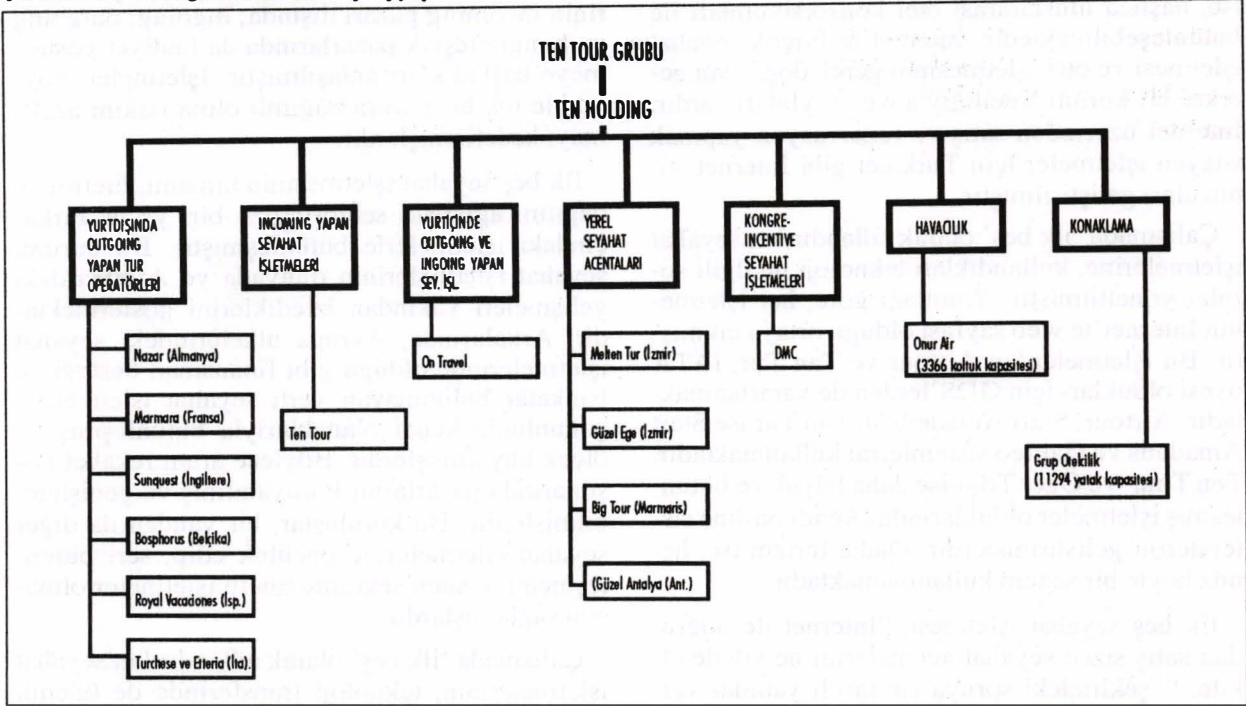 TEN TOUR GRUBU
TEN HOLDING
YURTDIŞINDA
OUTGOING
YAPAN TUR
OPERATÖRLERİ
INCOMING YAPAN
SEYAHAT
İŞLETMELERİ
YURTİÇİNDE
OUTGOING VE
INCOMING YAPAN
SEY. İŞL.
YEREL
SEYAHAT
ACENTALARI
KONGRE-
INCENTIVE
SEYAHAT
İŞLETMELERİ
HAVACILIK
KONAKLAMA
Nazar (Almanya)
Marmara (Fransa)
Sunquest (İngiltere)
Bosphorus (Belçika)
Royal Vacaciones (İsp.)
Turchese ve Etteria (İta).
Ten Tour
On Travel
Melten Tur (İzmir)
Güzel Ege (İzmir)
Big Tour (Marmaris)
(Güzel Antalya (Ant.)
DMC
Onur Air
(3366 koltuk kapasitesi)
Grup Otelcilik
(11294 yatak kapasitesi)